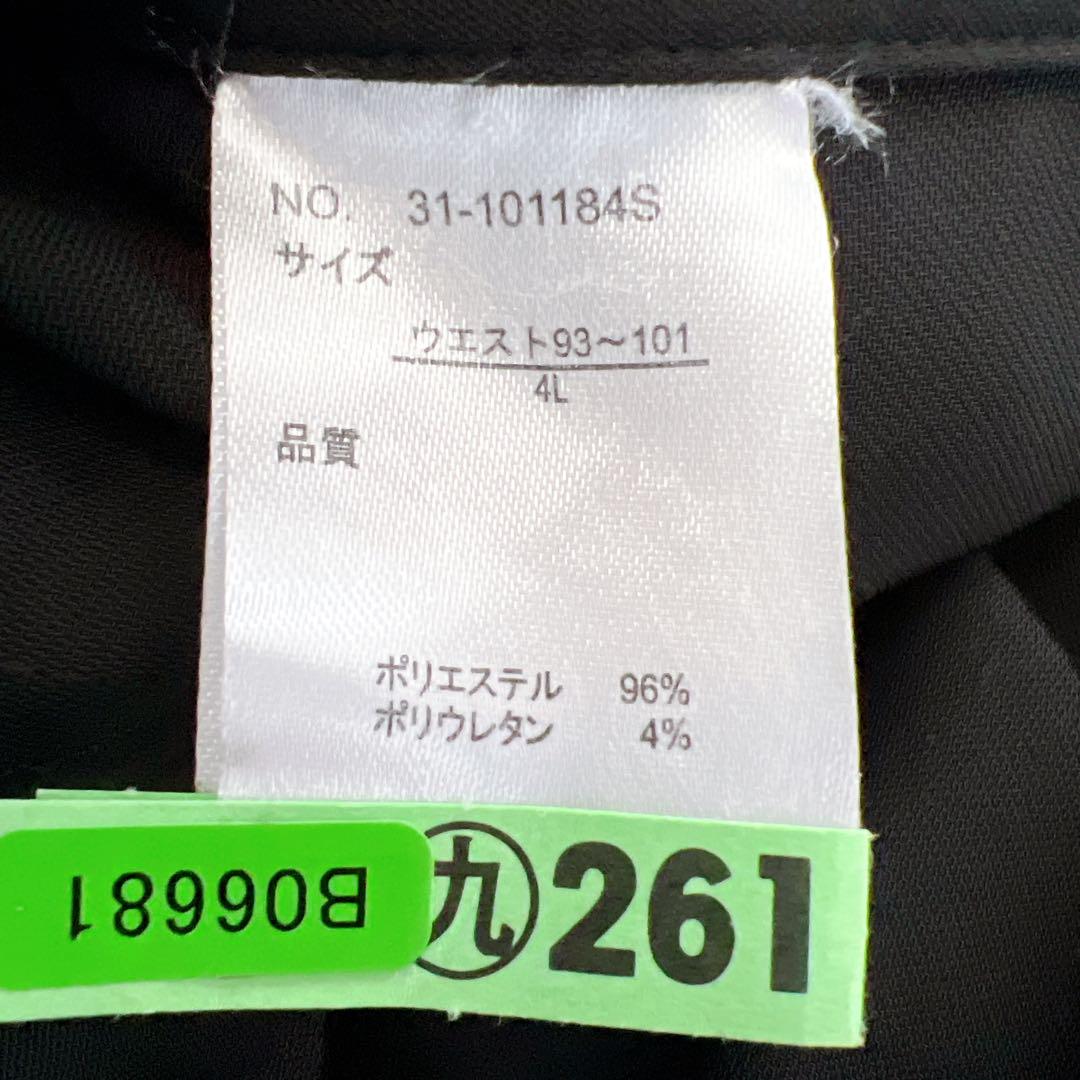 NO. 31-101184S
サイズ
ウエスト93～101
4L
品質
ポリエステル 96%
ポリウレタン 4%
B06681
九261